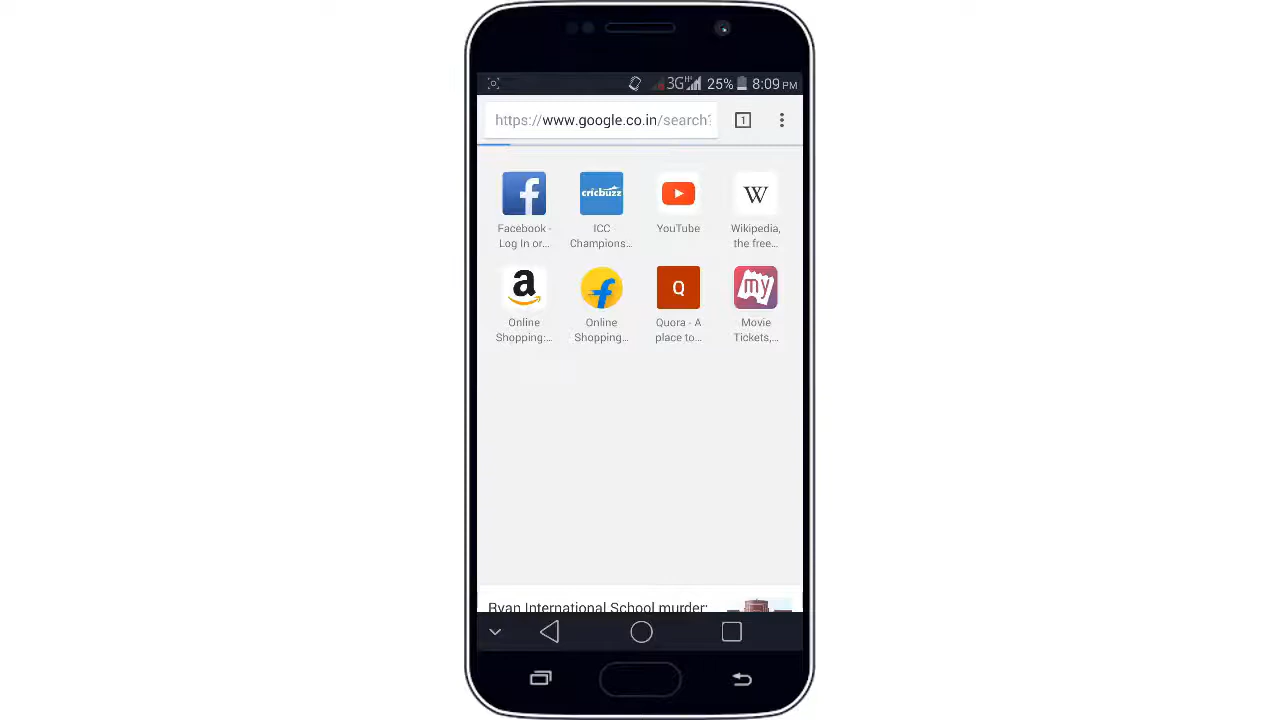 3G H 25% 8:09 PM
https://www.google.co.in/search?
1
f cricbuzz W
Facebook - ICC YouTube Wikipedia,
Log In or... Champions... the free...
a f Q my
Online Online Quora - A Movie
Shopping:... Shopping... place to... Tickets,...
Ryan International School murder: